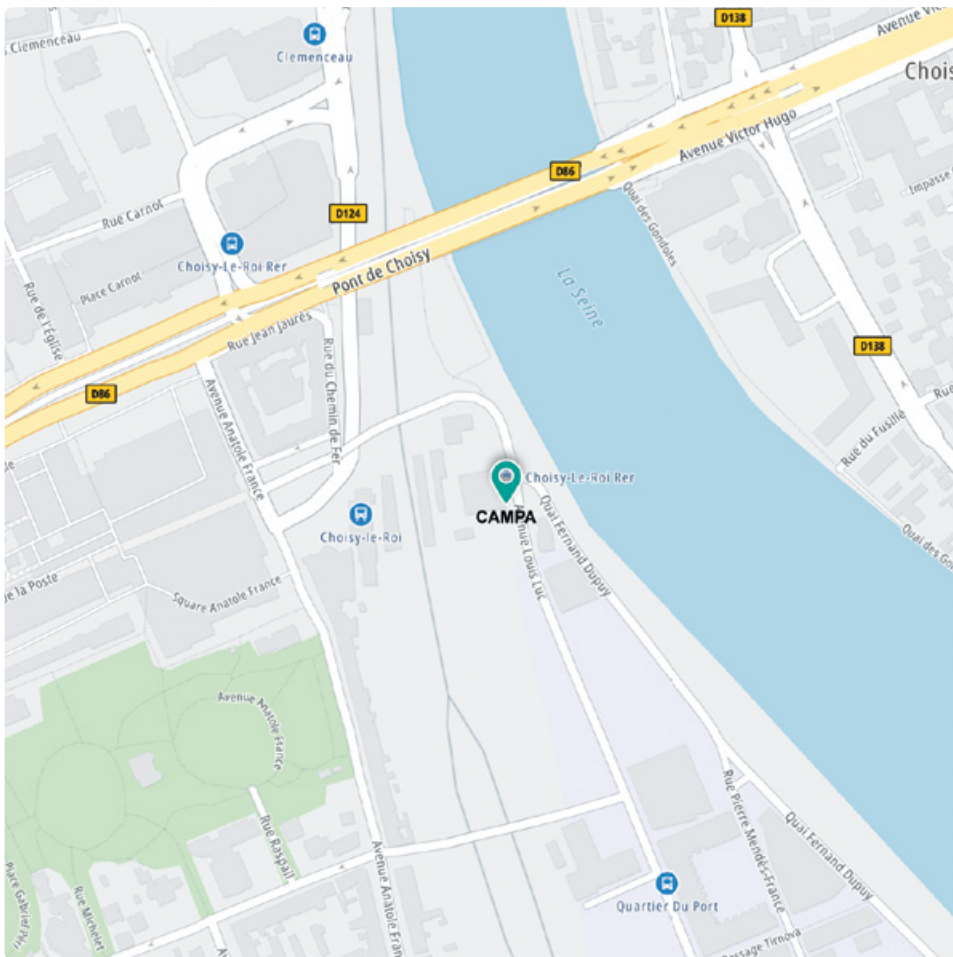 D138
Avenue Vic
s Clemenceau
Clemenceau
Chois
Avenue Victor Hugo
D86
Impasse
Quai des Gondoles
Rue Carnot
D124
Choisy-Le-Roi Rer
Pont de Choisy
Place Carnot
La Seine
Rue de l'Église
Rue Jean Jaurès
Rue du Chemin de Fer
D138
D86
Avenue Anatole France
Rue
Rue du Fusillé
Choisy-Le-Roi Rer
CAMPA
Choisy-le-Roi
Avenue Louis Luc
Quai Fernand Dupuy
Quai des Go
e la Poste
Square Anatole France
Avenue Anatole France
Rue Raspail
Avenue Anatole Fran
Rue Pierre Mendès-France
Quai Fernand Dupuy
Place Gabriel Péri
Rue Michelet
Quartier Du Port
assage Tirnova